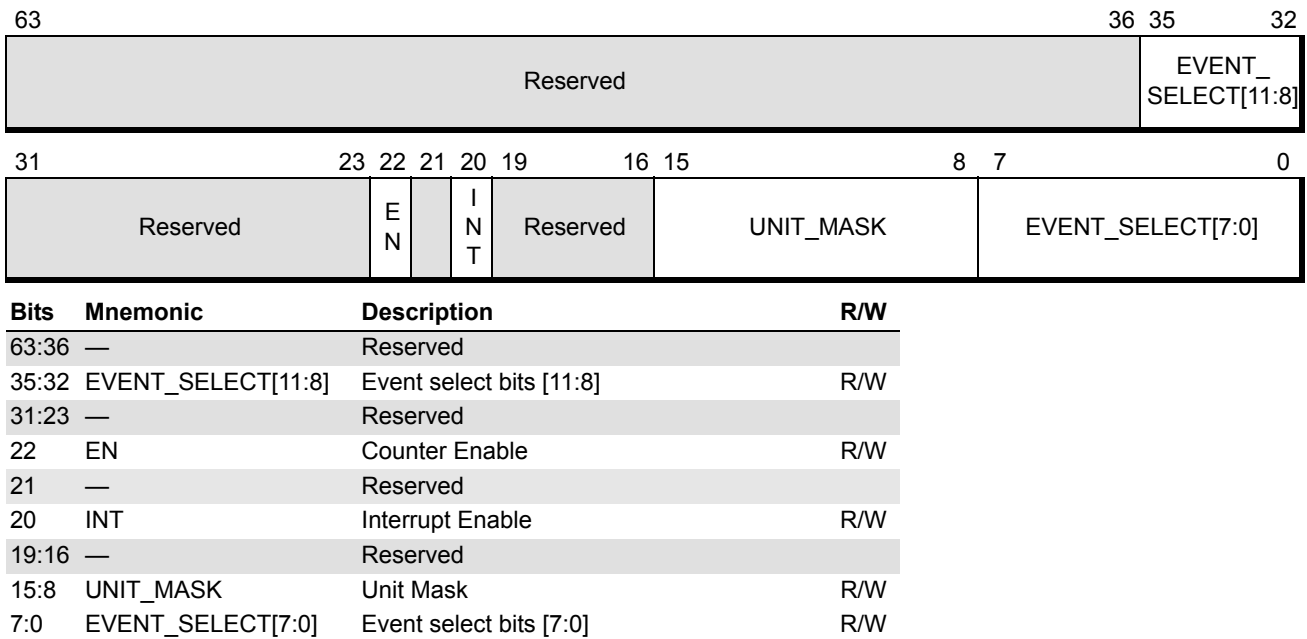 63 36 35 32
Reserved
EVENT_
SELECT[11:8]
31 23 22 21 20 19 16 15 8 7 0
Reserved
E
N
I
N
T
Reserved
UNIT_MASK
EVENT_SELECT[7:0]
Bits Mnemonic Description R/W
63:36 — Reserved
35:32 EVENT_SELECT[11:8] Event select bits [11:8] R/W
31:23 — Reserved
22 EN Counter Enable R/W
21 — Reserved
20 INT Interrupt Enable R/W
19:16 — Reserved
15:8 UNIT_MASK Unit Mask R/W
7:0 EVENT_SELECT[7:0] Event select bits [7:0] R/W